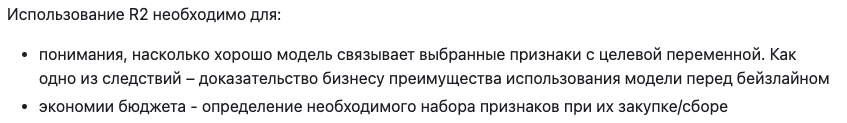 Использование R2 необходимо для:
• понимания, насколько хорошо модель связывает выбранные признаки с целевой переменной. Как
одно из следствий – доказательство бизнесу преимущества использования модели перед бейзлайном
• экономии бюджета - определение необходимого набора признаков при их закупке/сборе